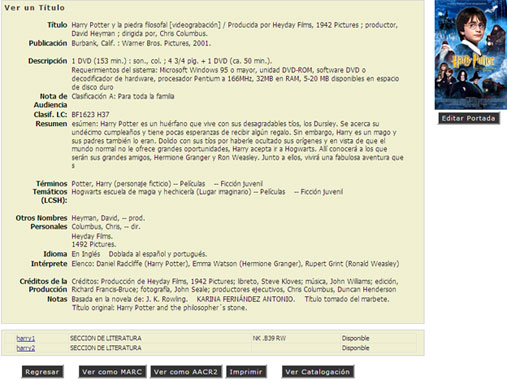 Ver un Título
Título Harry Potter y la piedra filosofal [videograbación] / Producida por Heyday Films, 1942 Pictures ; productor,
David Heyman ; dirigida por, Chris Columbus.
Publicación Burbank, Calif. : Warner Bros. Pictures, 2001.
Descripción 1 DVD (153 min.) : son., col. ; 4 3/4 plg. + 1 DVD (ca. 50 min.).
Requerimientos del sistema: Microsoft Windows 95 o mayor, unidad DVD-ROM, software DVD o
decodificador de hardware, procesador Pentium a 166MHz, 32MB en RAM, 5-20 MB disponibles en espacio
de disco duro
Nota de Audiencia Clasificación A: Para toda la familia
Clasif. LC: BF1623 H37
Resumen esúmen: Harry Potter es un huérfano que vive con sus desagradables tíos, los Dursley. Se acerca su
undécimo cumpleaños y tiene pocas esperanzas de recibir algún regalo. Sin embargo, Harry es un mago y
sus padres también lo eran. Dolido con sus tíos por haberle ocultado sus orígenes y en vista de que el
mundo normal no le ofrece grandes oportunidades, Harry acepta ir a Hogwarts. Allí conocerá a los que
serán sus grandes amigos, Hermione Granger y Ron Weasley. Junto a ellos, vivirá una fabulosa aventura que
s
Términos Temáticos (LCSH): Potter, Harry (personaje ficticio) -- Películas -- Ficción juvenil
Hogwarts escuela de magia y hechicería (Lugar imaginario) -- Películas -- Ficción juvenil
Otros Nombres Personales Heyman, David, -- prod.
Columbus, Chris, -- dir.
Heyday Films.
1492 Pictures.
Idioma En Inglés Doblada al español y portugués.
Intérprete Elenco: Daniel Radcliffe (Harry Potter), Emma Watson (Hermione Granger), Rupert Grint (Ronald Weasley)
Créditos de la Producción Créditos: Producción de Heyday Films, 1942 Pictures; libreto, Steve Kloves; música, John Williams; edición,
Richard Francis-Bruce; fotografía, John Seale; productores ejecutivos, Chris Columbus, Duncan Henderson
Notas Basada en la novela de: J. K. Rowling. KARINA FERNÁNDEZ ANTONIO. Título tomado del marbete.
Título original: Harry Potter and the philosopher´s stone.
Harry Potter
Editar Portada
harry1 SECCION DE LITERATURA NK .B39 RW Disponible
harry2 SECCION DE LITERATURA Disponible
Regresar Ver como MARC Ver como AACR2 Imprimir Ver Catalogación